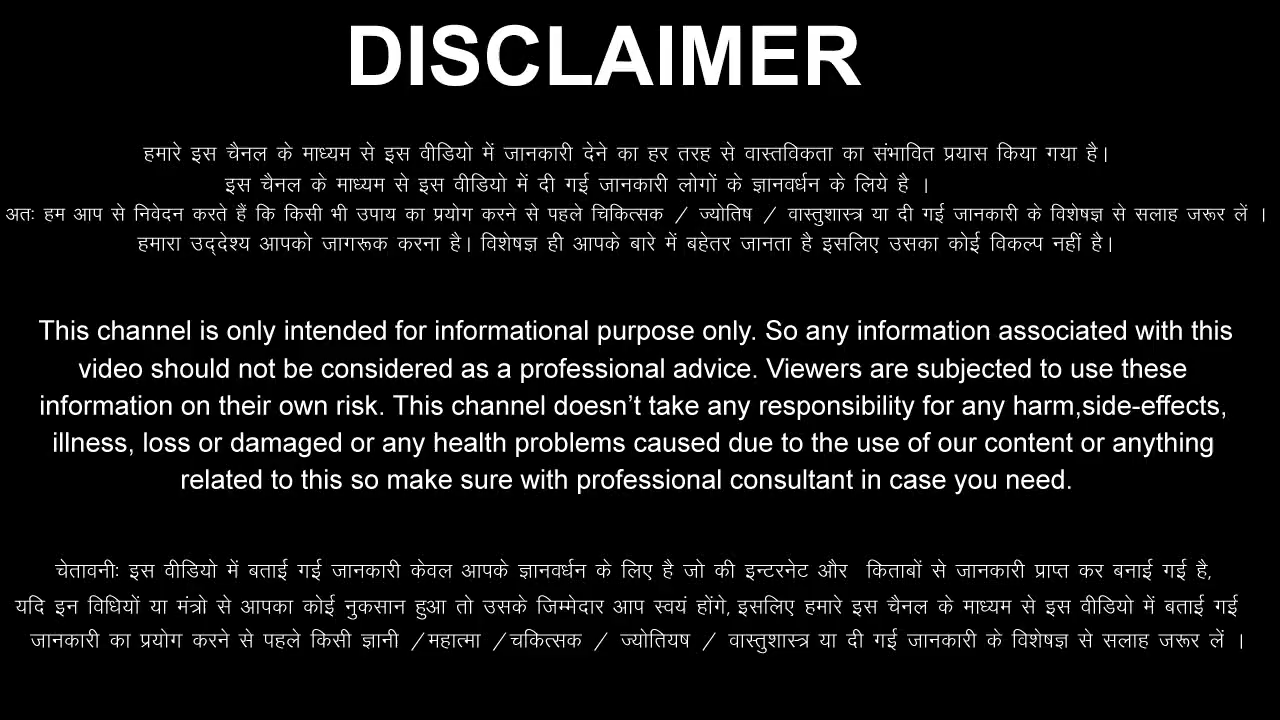 DISCLAIMER
हमारे इस चैनल के माध्यम से इस वीडियो में जानकारी देने का हर तरह से वास्तविकता का संभावित प्रयास किया गया है।
इस चैनल के माध्यम से इस वीडियो में दी गई जानकारी लोगों के ज्ञानवर्धन के लिये है ।
अतः हम आप से निवेदन करते हैं कि किसी भी उपाय का प्रयोग करने से पहले चिकित्सक / ज्योतिष / वास्तुशास्त्र या दी गई जानकारी के विशेषज्ञ से सलाह जरूर लें ।
हमारा उद्देश्य आपको जागरूक करना है। विशेषज्ञ ही आपके बारे में बहेतर जानता है इसलिए उसका कोई विकल्प नहीं है।
This channel is only intended for informational purpose only. So any information associated with this
video should not be considered as a professional advice. Viewers are subjected to use these
information on their own risk. This channel doesn’t take any responsibility for any harm,side-effects,
illness, loss or damaged or any health problems caused due to the use of our content or anything
related to this so make sure with professional consultant in case you need.
चेतावनीः इस वीडियो में बताई गई जानकारी केवल आपके ज्ञानवर्धन के लिए है जो की इन्टरनेट और किताबों से जानकारी प्राप्त कर बनाई गई है,
यदि इन विधियों या मंत्रो से आपका कोई नुकसान हुआ तो उसके जिम्मेदार आप स्वयं होंगे, इसलिए हमारे इस चैनल के माध्यम से इस वीडियो में बताई गई
जानकारी का प्रयोग करने से पहले किसी ज्ञानी /महात्मा /चकित्सक / ज्योतियष / वास्तुशास्त्र या दी गई जानकारी के विशेषज्ञ से सलाह जरूर लें ।